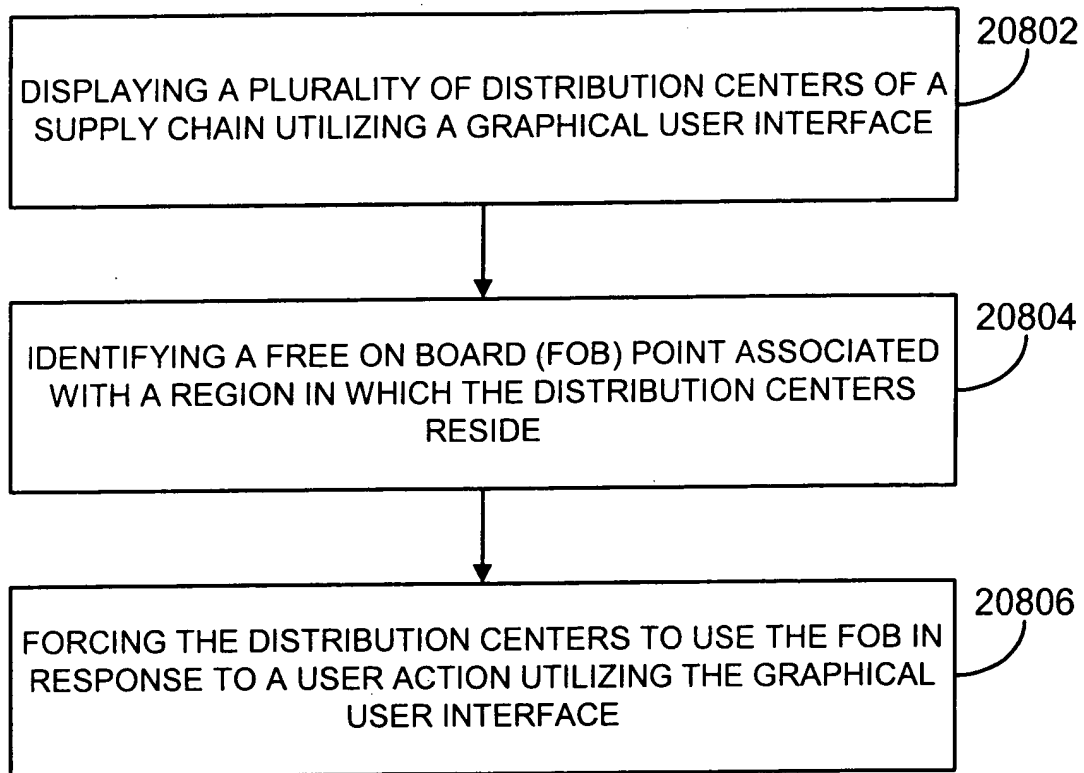 20802
DISPLAYING A PLURALITY OF DISTRIBUTION CENTERS OF A
SUPPLY CHAIN UTILIZING A GRAPHICAL USER INTERFACE
20804
IDENTIFYING A FREE ON BOARD (FOB) POINT ASSOCIATED
WITH A REGION IN WHICH THE DISTRIBUTION CENTERS
RESIDE
20806
FORCING THE DISTRIBUTION CENTERS TO USE THE FOB IN
RESPONSE TO A USER ACTION UTILIZING THE GRAPHICAL
USER INTERFACE